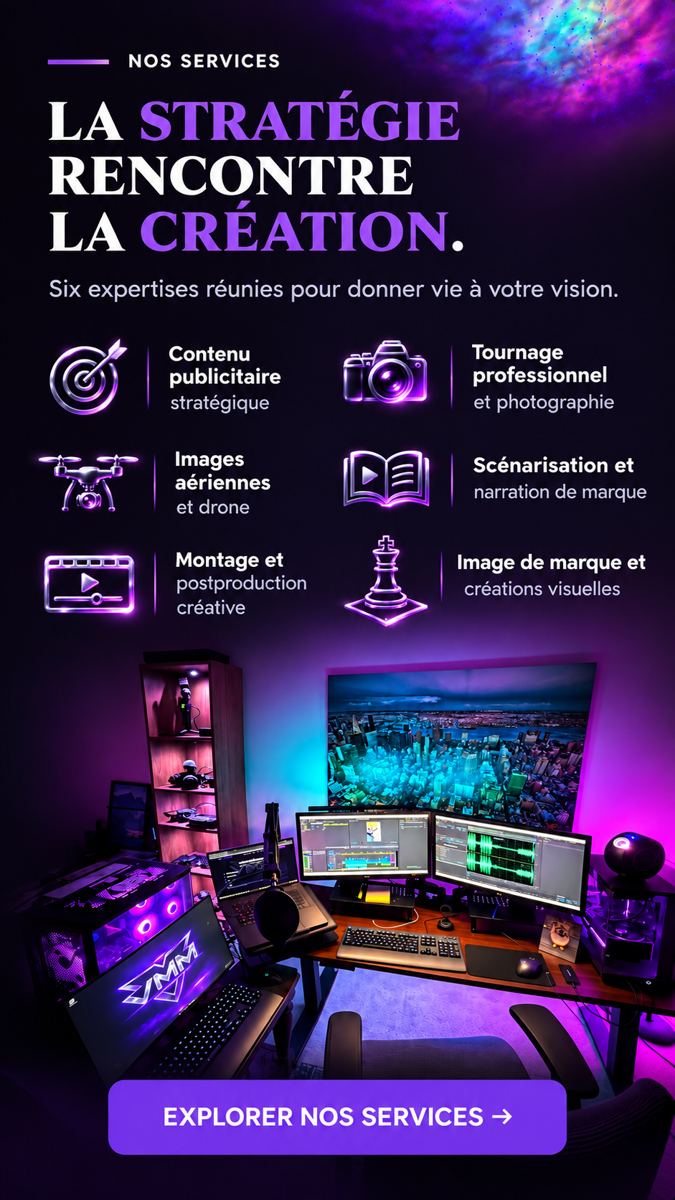 NOS SERVICES
LA STRATÉGIE
RENCONTRE
LA CRÉATION.
Six expertises réunies pour donner vie à votre vision.
Contenu
publicitaire
stratégique
Tournage
professionnel
et photographie
Images
aériennes
et drone
Scénarisation et
narration de marque
Montage et
postproduction
créative
Image de marque et
créations visuelles
VMM
EXPLORER NOS SERVICES →